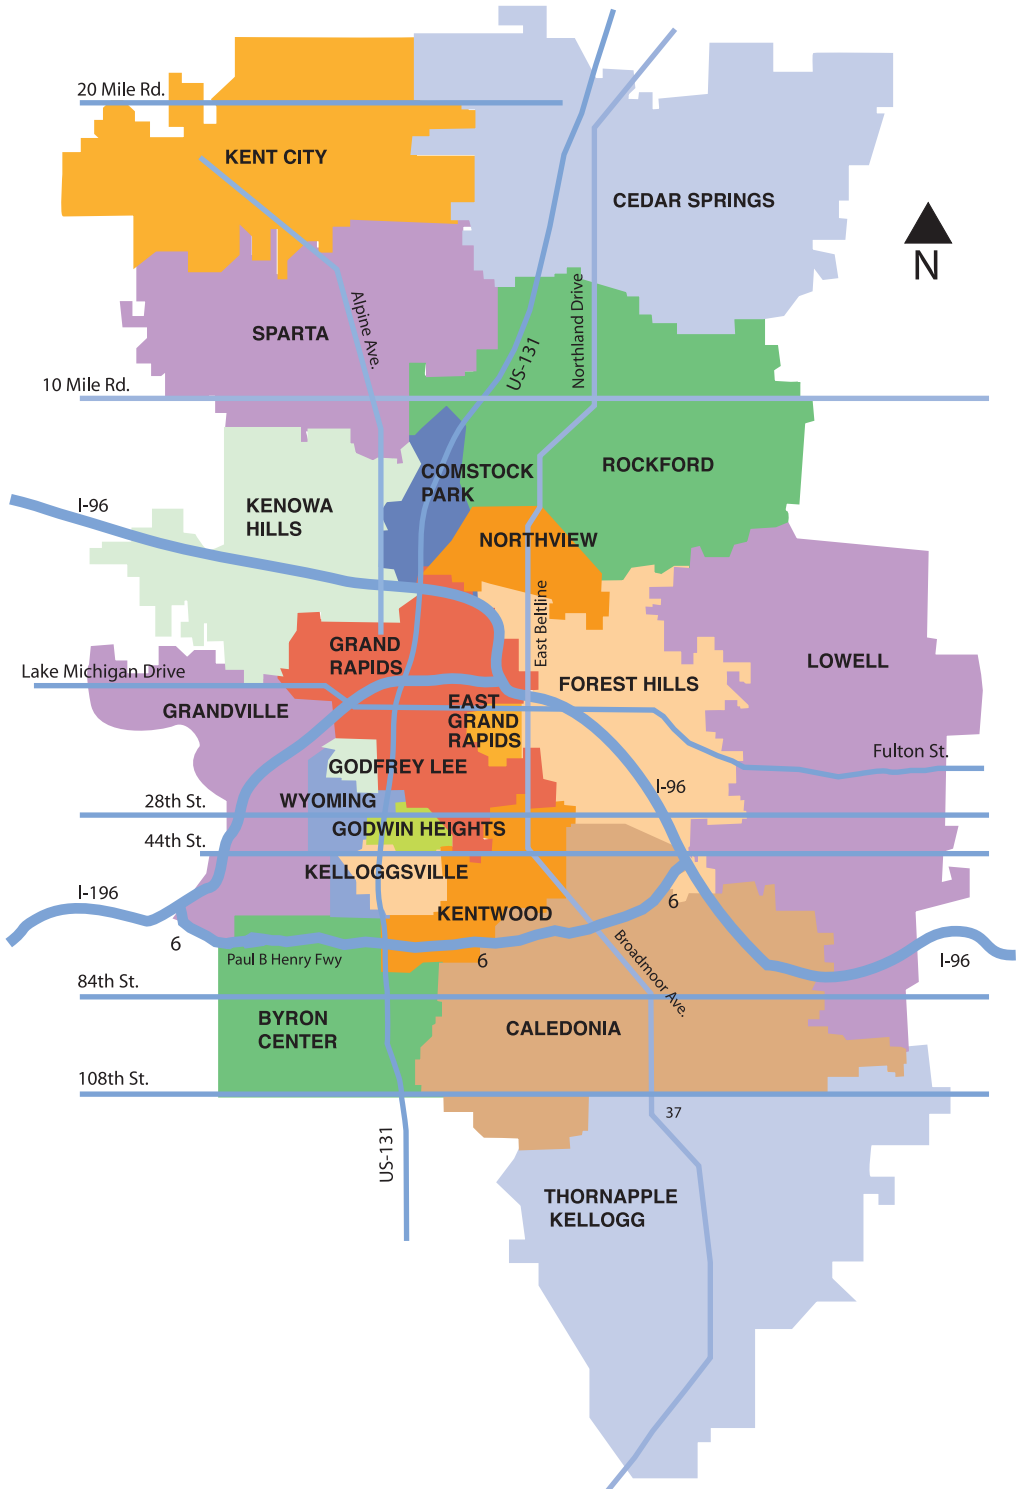 20 Mile Rd.
KENT CITY
CEDAR SPRINGS
N
Alpine Ave.
SPARTA
US-131
Northland Drive
10 Mile Rd.
COMSTOCK
PARK
ROCKFORD
I-96
KENOWA
HILLS
NORTHVIEW
East Beltline
GRAND
RAPIDS
LOWELL
Lake Michigan Drive
FOREST HILLS
GRANDVILLE
EAST
GRAND
RAPIDS
Fulton St.
GODFREY LEE
I-96
28th St.
WYOMING
GODWIN HEIGHTS
44th St.
KELLOGGSVILLE
I-196
6
KENTWOOD
6
Paul B Henry Fwy
6
Broadmoor Ave.
I-96
84th St.
BYRON
CENTER
CALEDONIA
108th St.
37
US-131
THORNAPPLE
KELLOGG